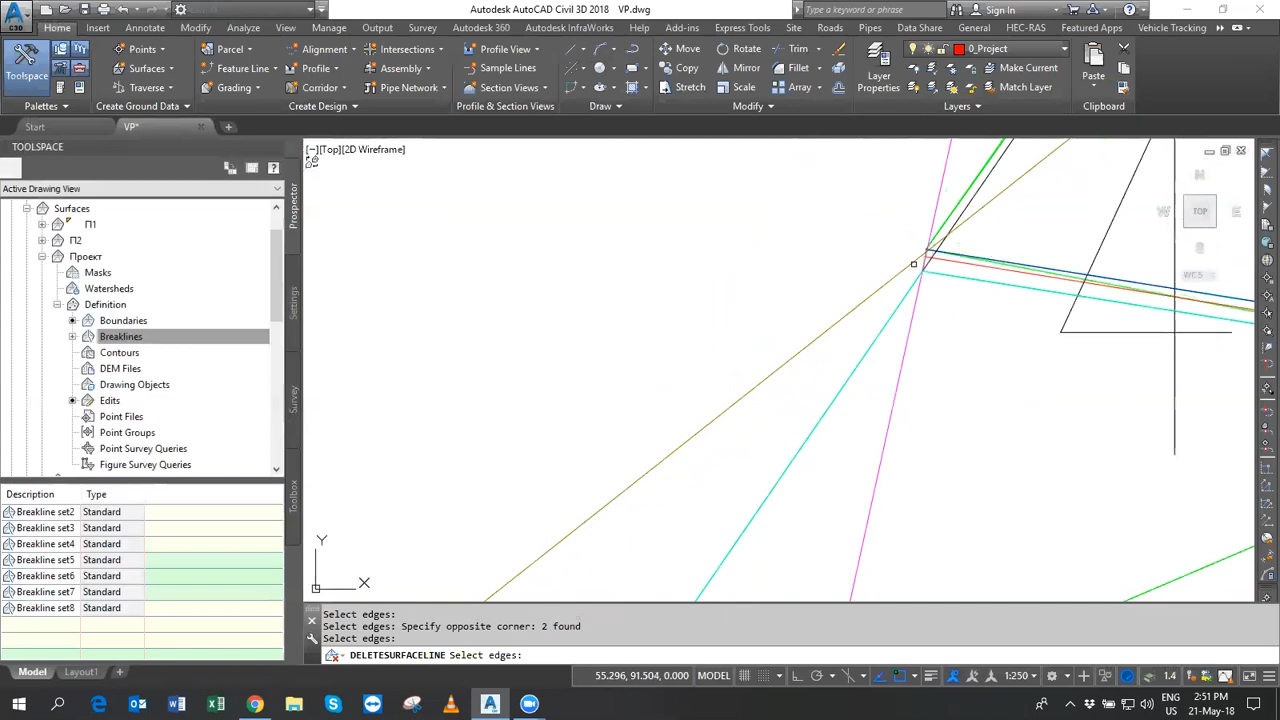 Autodesk AutoCAD Civil 3D 2018   VP.dwg
Type a keyword or phrase
Sign In
C3D
Home Insert Annotate Modify Analyze View Manage Output Survey Autodesk 360 InfraWorks Help Add-ins Express Tools Site Roads Pipes Data Share General HEC-RAS Featured Apps Vehicle Tracking
Toolspace
Points
Surfaces
Traverse
Parcel
Feature Line
Grading
Alignment
Profile
Corridor
Intersections
Assembly
Pipe Network
Profile View
Sample Lines
Section Views
Move
Copy
Stretch
Rotate
Mirror
Scale
Trim
Fillet
Array
Layer
Properties
0_Project
Make Current
Match Layer
Paste
Palettes Create Ground Data Create Design Profile & Section Views Draw Modify Layers Clipboard
Start VP*
TOOLSPACE
Active Drawing View
Surfaces
П1
П2
Проект
Masks
Watersheds
Definition
Boundaries
Breaklines
Contours
DEM Files
Drawing Objects
Edits
Point Files
Point Groups
Point Survey Queries
Figure Survey Queries
Prospector
Settings
Survey
Toolbox
Description Type
Breakline set2 Standard
Breakline set3 Standard
Breakline set4 Standard
Breakline set5 Standard
Breakline set6 Standard
Breakline set7 Standard
Breakline set8 Standard
[−][Top][2D Wireframe]
N
W TOP E
S
WCS
Y
X
Select edges:
Select edges: Specify opposite corner: 2 found
Select edges:
DELETESURFACELINE Select edges:
Model Layout1
55.296, 91.504, 0.000 MODEL
1:250
1.4
ENG
US
2:51 PM
21-May-18